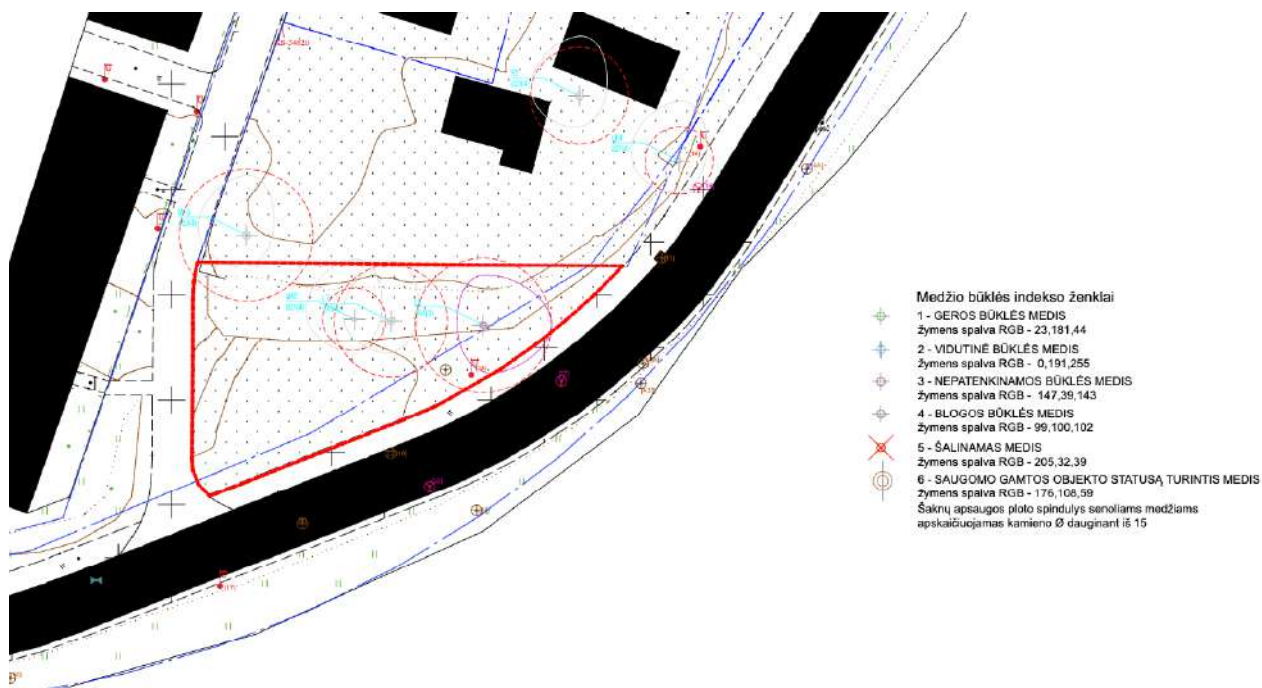 Medžio būklės indekso ženklai
1 - GEROS BŪKLĖS MEDIS
žymens spalva RGB - 23,181,44
2 - VIDUTINĖ BŪKLĖS MEDIS
žymens spalva RGB - 0,191,255
3 - NEPATENKINAMOS BŪKLĖS MEDIS
žymens spalva RGB - 147,39,143
4 - BLOGOS BŪKLĖS MEDIS
žymens spalva RGB - 99,100,102
5 - ŠALINAMAS MEDIS
žymens spalva RGB - 205,32,39
6 - SAUGOMO GAMTOS OBJEKTO STATUSĄ TURINTIS MEDIS
žymens spalva RGB - 176,108,59
Šaknų apsaugos ploto spindulys senoliams medžiams
apskaičiuojamas kamieno Ø dauginant iš 15